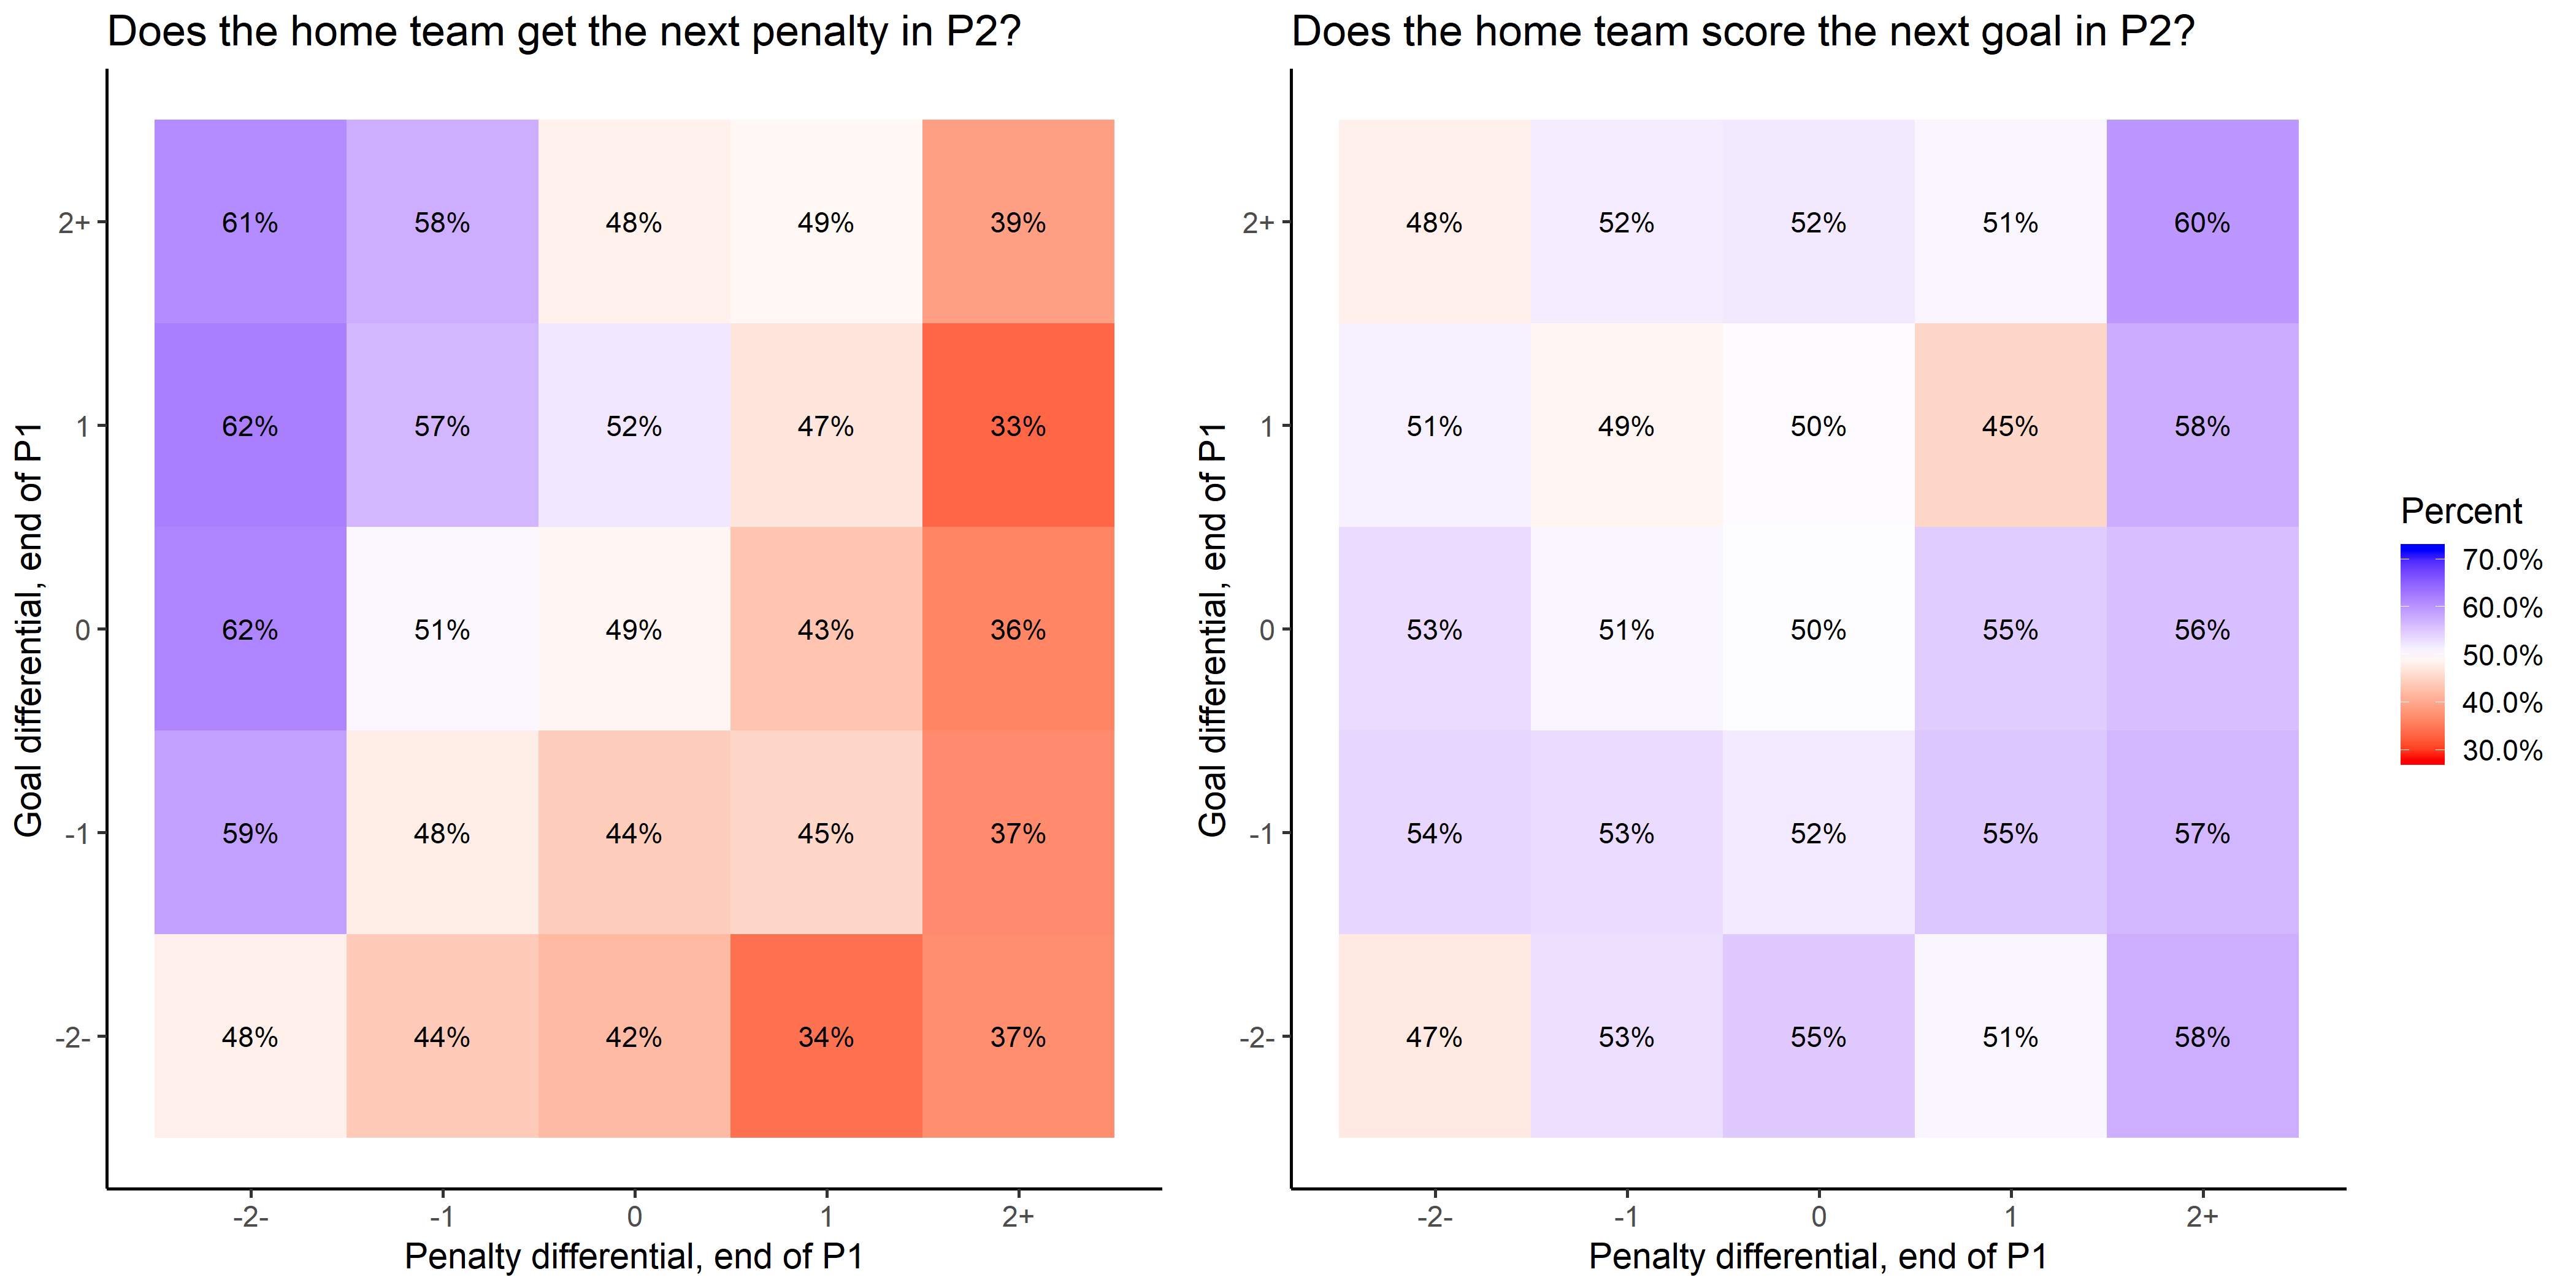 Does the home team get the next penalty in P2?
Goal differential, end of P1
2+
61% 58% 48% 49% 39%
1
62% 57% 52% 47% 33%
0
62% 51% 49% 43% 36%
-1
59% 48% 44% 45% 37%
-2-
48% 44% 42% 34% 37%
-2- -1 0 1 2+
Penalty differential, end of P1
Does the home team score the next goal in P2?
Goal differential, end of P1
2+
48% 52% 52% 51% 60%
1
51% 49% 50% 45% 58%
0
53% 51% 50% 55% 56%
-1
54% 53% 52% 55% 57%
-2-
47% 53% 55% 51% 58%
-2- -1 0 1 2+
Penalty differential, end of P1
Percent
70.0%
60.0%
50.0%
40.0%
30.0%